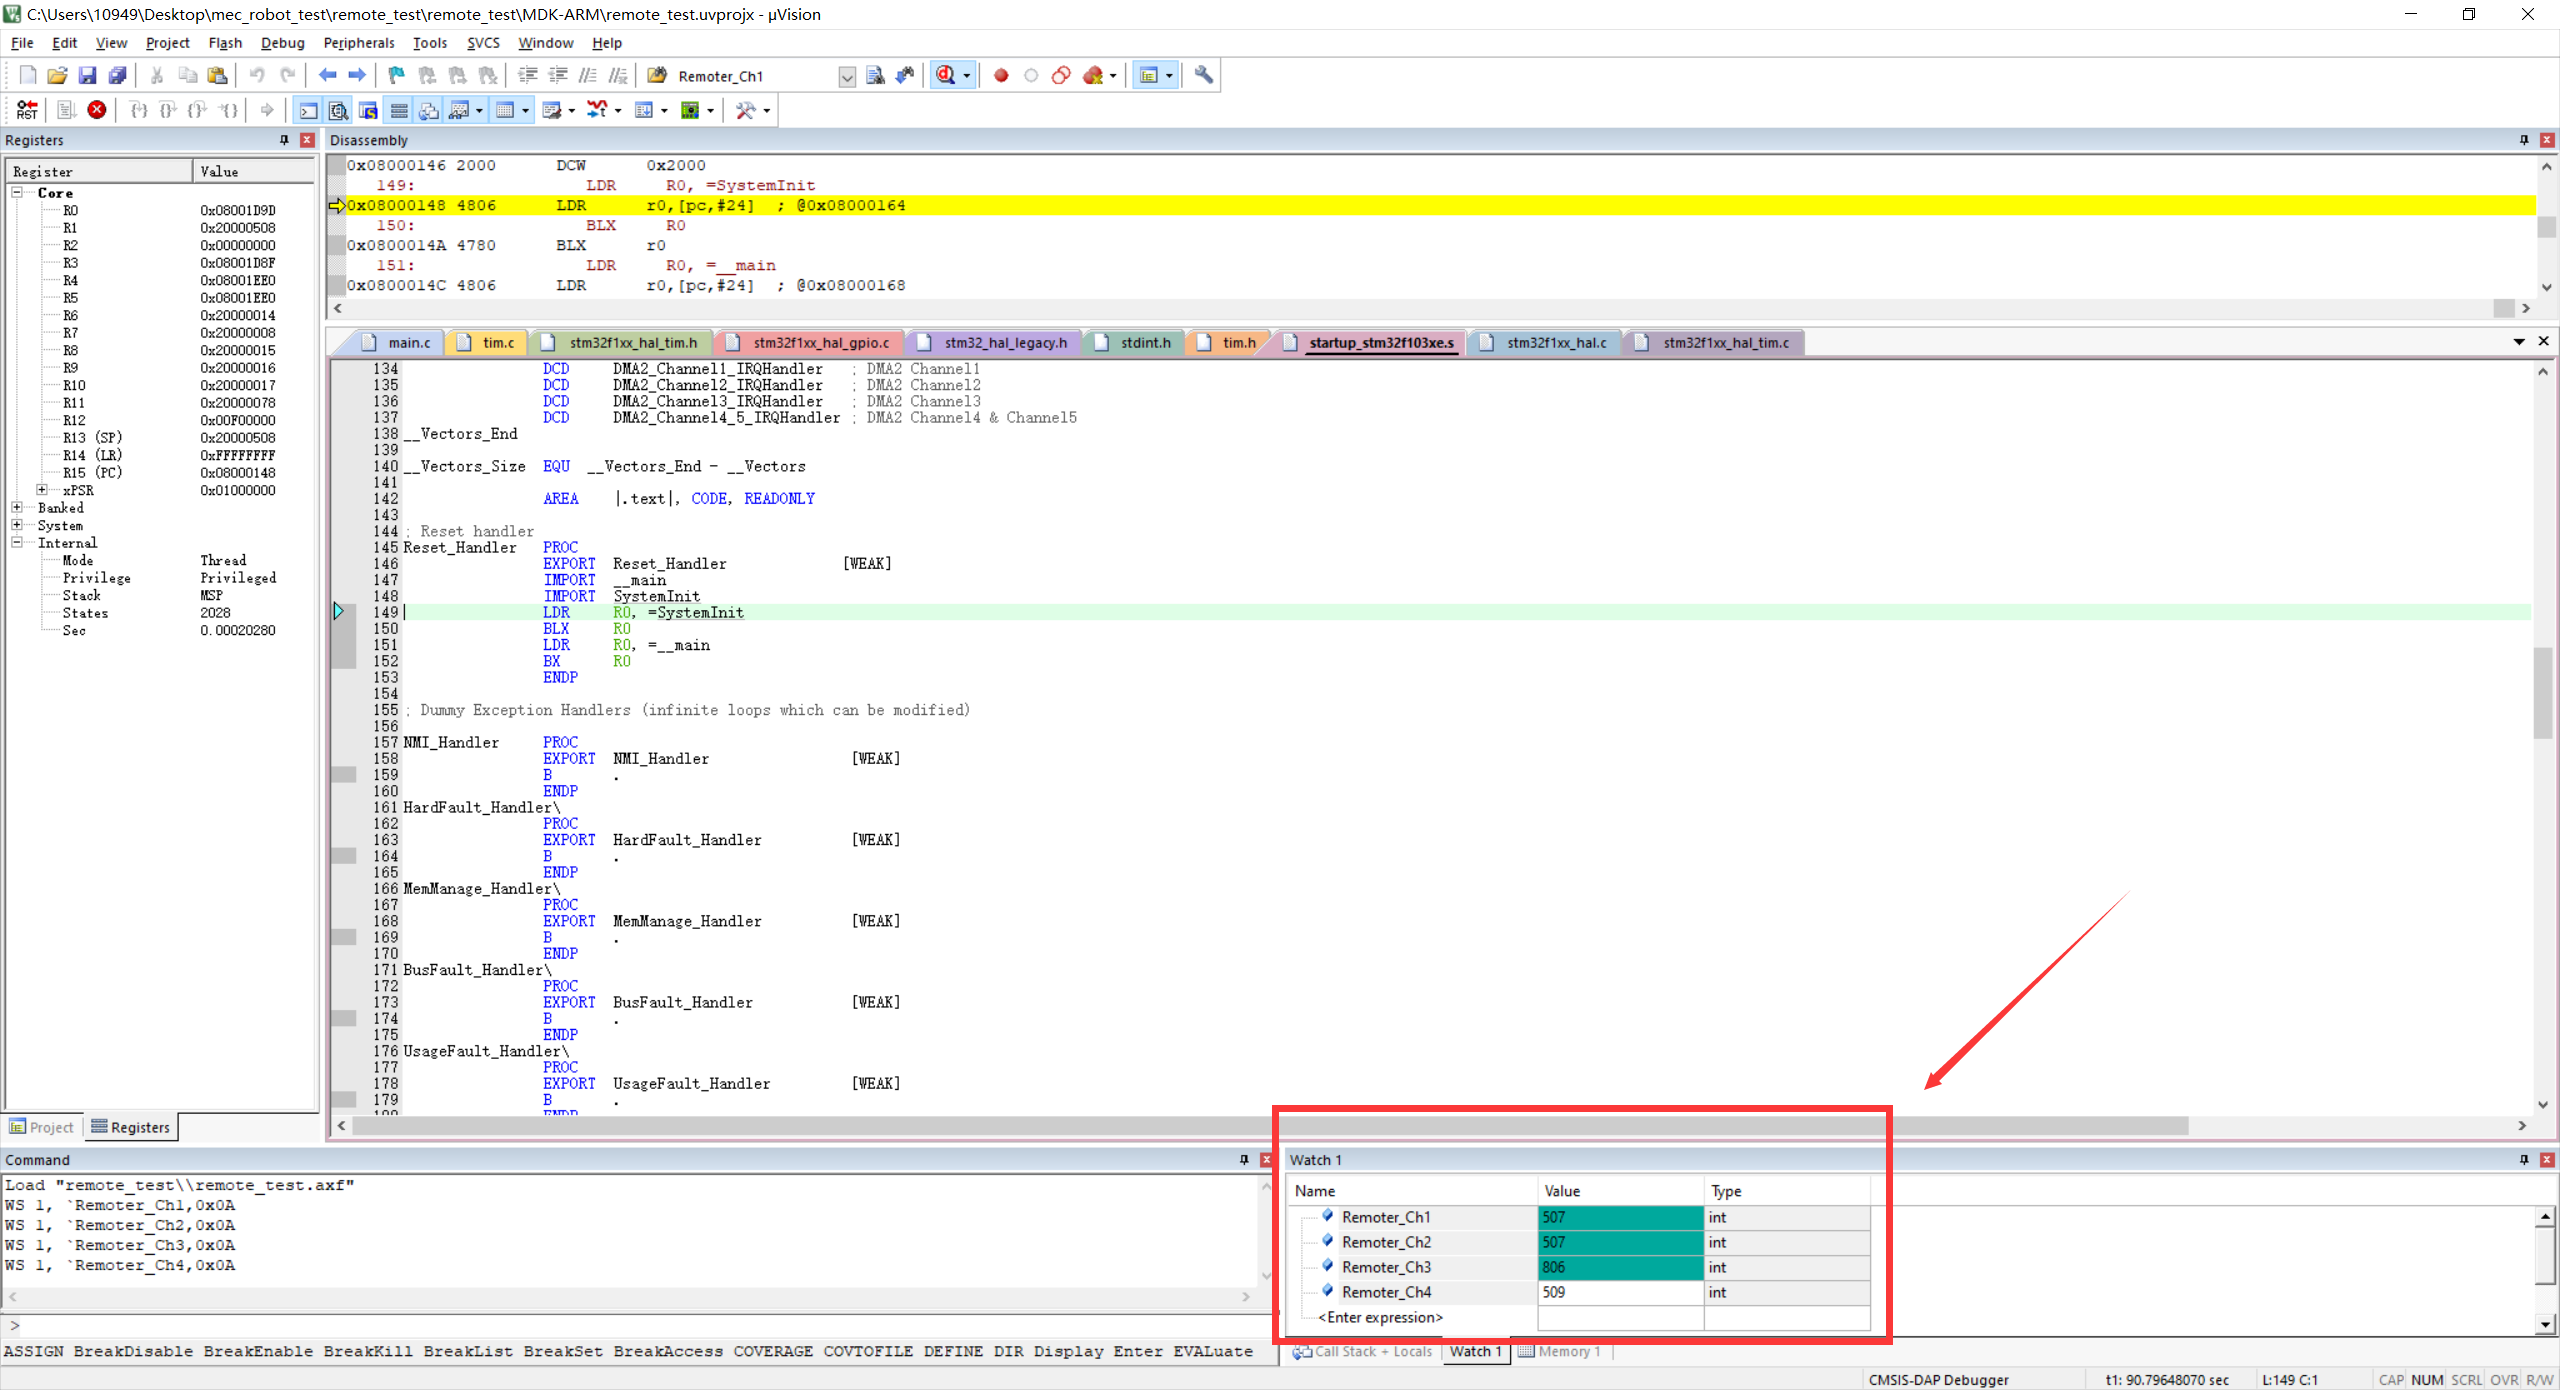 C:\Users\10949\Desktop\mec_robot_test\remote_test\remote_test\MDK-ARM\remote_test.uvprojx - µVision
File Edit View Project Flash Debug Peripherals Tools SVCS Window Help
Remoter_Ch1
RST
Registers
Register Value
Core
R0 0x08001D9D
R1 0x20000508
R2 0x00000000
R3 0x08001D8F
R4 0x08001EE0
R5 0x08001EE0
R6 0x20000014
R7 0x20000008
R8 0x20000015
R9 0x20000016
R10 0x20000017
R11 0x20000078
R12 0x00F00000
R13 (SP) 0x20000508
R14 (LR) 0xFFFFFFFF
R15 (PC) 0x08000148
xPSR 0x01000000
Banked
System
Internal
Mode Thread
Privilege Privileged
Stack MSP
States 2028
Sec 0.00020280
Project Registers
Disassembly
0x08000146 2000 DCW 0x2000
149: LDR R0, =SystemInit
0x08000148 4806 LDR r0,[pc,#24] ; @0x08000164
150: BLX R0
0x0800014A 4780 BLX r0
151: LDR R0, =__main
0x0800014C 4806 LDR r0,[pc,#24] ; @0x08000168
main.c tim.c stm32f1xx_hal_tim.h stm32f1xx_hal_gpio.c stm32_hal_legacy.h stdint.h tim.h startup_stm32f103xe.s stm32f1xx_hal.c stm32f1xx_hal_tim.c
134 DCD DMA2_Channel1_IRQHandler ; DMA2 Channel1
135 DCD DMA2_Channel2_IRQHandler ; DMA2 Channel2
136 DCD DMA2_Channel3_IRQHandler ; DMA2 Channel3
137 DCD DMA2_Channel4_5_IRQHandler ; DMA2 Channel4 & Channel5
138 __Vectors_End
139
140 __Vectors_Size EQU __Vectors_End - __Vectors
141
142 AREA |.text|, CODE, READONLY
143
144 ; Reset handler
145 Reset_Handler PROC
146 EXPORT Reset_Handler [WEAK]
147 IMPORT __main
148 IMPORT SystemInit
149 LDR R0, =SystemInit
150 BLX R0
151 LDR R0, =__main
152 BX R0
153 ENDP
154
155 ; Dummy Exception Handlers (infinite loops which can be modified)
156
157 NMI_Handler PROC
158 EXPORT NMI_Handler [WEAK]
159 B .
160 ENDP
161 HardFault_Handler\
162 PROC
163 EXPORT HardFault_Handler [WEAK]
164 B .
165 ENDP
166 MemManage_Handler\
167 PROC
168 EXPORT MemManage_Handler [WEAK]
169 B .
170 ENDP
171 BusFault_Handler\
172 PROC
173 EXPORT BusFault_Handler [WEAK]
174 B .
175 ENDP
176 UsageFault_Handler\
177 PROC
178 EXPORT UsageFault_Handler [WEAK]
179 B .
180 ENDP
Command
Load "remote_test\\remote_test.axf"
WS 1, `Remoter_Ch1,0x0A
WS 1, `Remoter_Ch2,0x0A
WS 1, `Remoter_Ch3,0x0A
WS 1, `Remoter_Ch4,0x0A
>
ASSIGN BreakDisable BreakEnable BreakKill BreakList BreakSet BreakAccess COVERAGE COVTOFILE DEFINE DIR Display Enter EVALuate
Watch 1
Name Value Type
Remoter_Ch1 507 int
Remoter_Ch2 507 int
Remoter_Ch3 806 int
Remoter_Ch4 509 int
<Enter expression>
Call Stack + Locals Watch 1 Memory 1
CMSIS-DAP Debugger t1: 90.79648070 sec L:149 C:1 CAP NUM SCRL OVR R/W